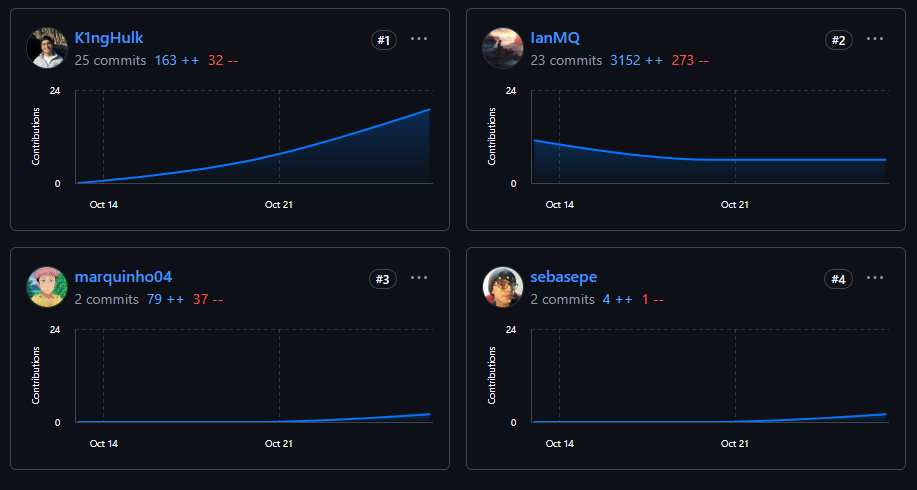 K1ngHulk
#1
25 commits 163 ++ 32 --
24
Contributions
0
Oct 14 Oct 21
IanMQ
#2
23 commits 3152 ++ 273 --
24
Contributions
0
Oct 14 Oct 21
marquinho04
#3
2 commits 79 ++ 37 --
24
Contributions
0
Oct 14 Oct 21
sebasepe
#4
2 commits 4 ++ 1 --
24
Contributions
0
Oct 14 Oct 21